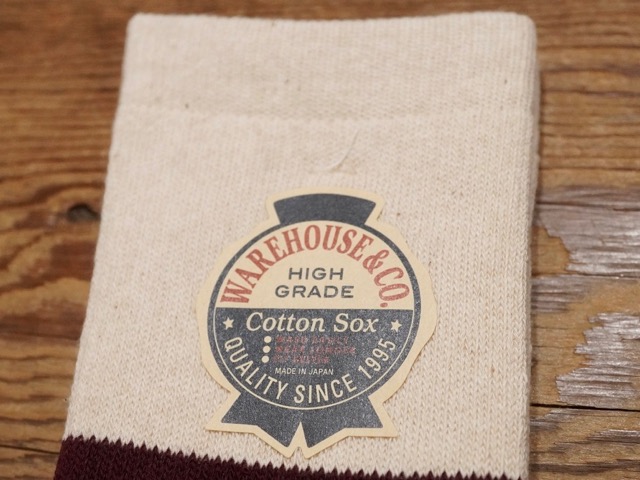 WAREHOUSE & CO.
HIGH
GRADE
Cotton Sox
MADE IN JAPAN
QUALITY SINCE 1995